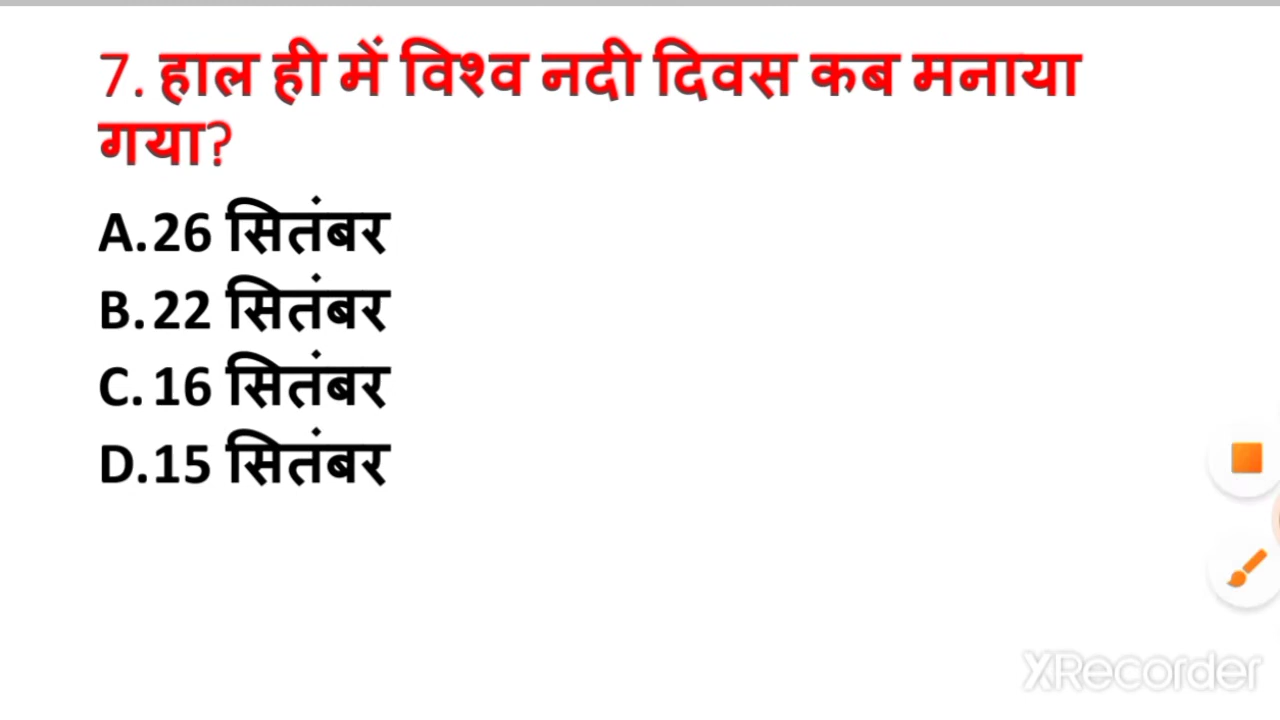 7. हाल ही में विश्व नदी दिवस कब मनाया
गया?
A.26 सितंबर
B.22 सितंबर
C.16 सितंबर
D.15 सितंबर
XRecorder